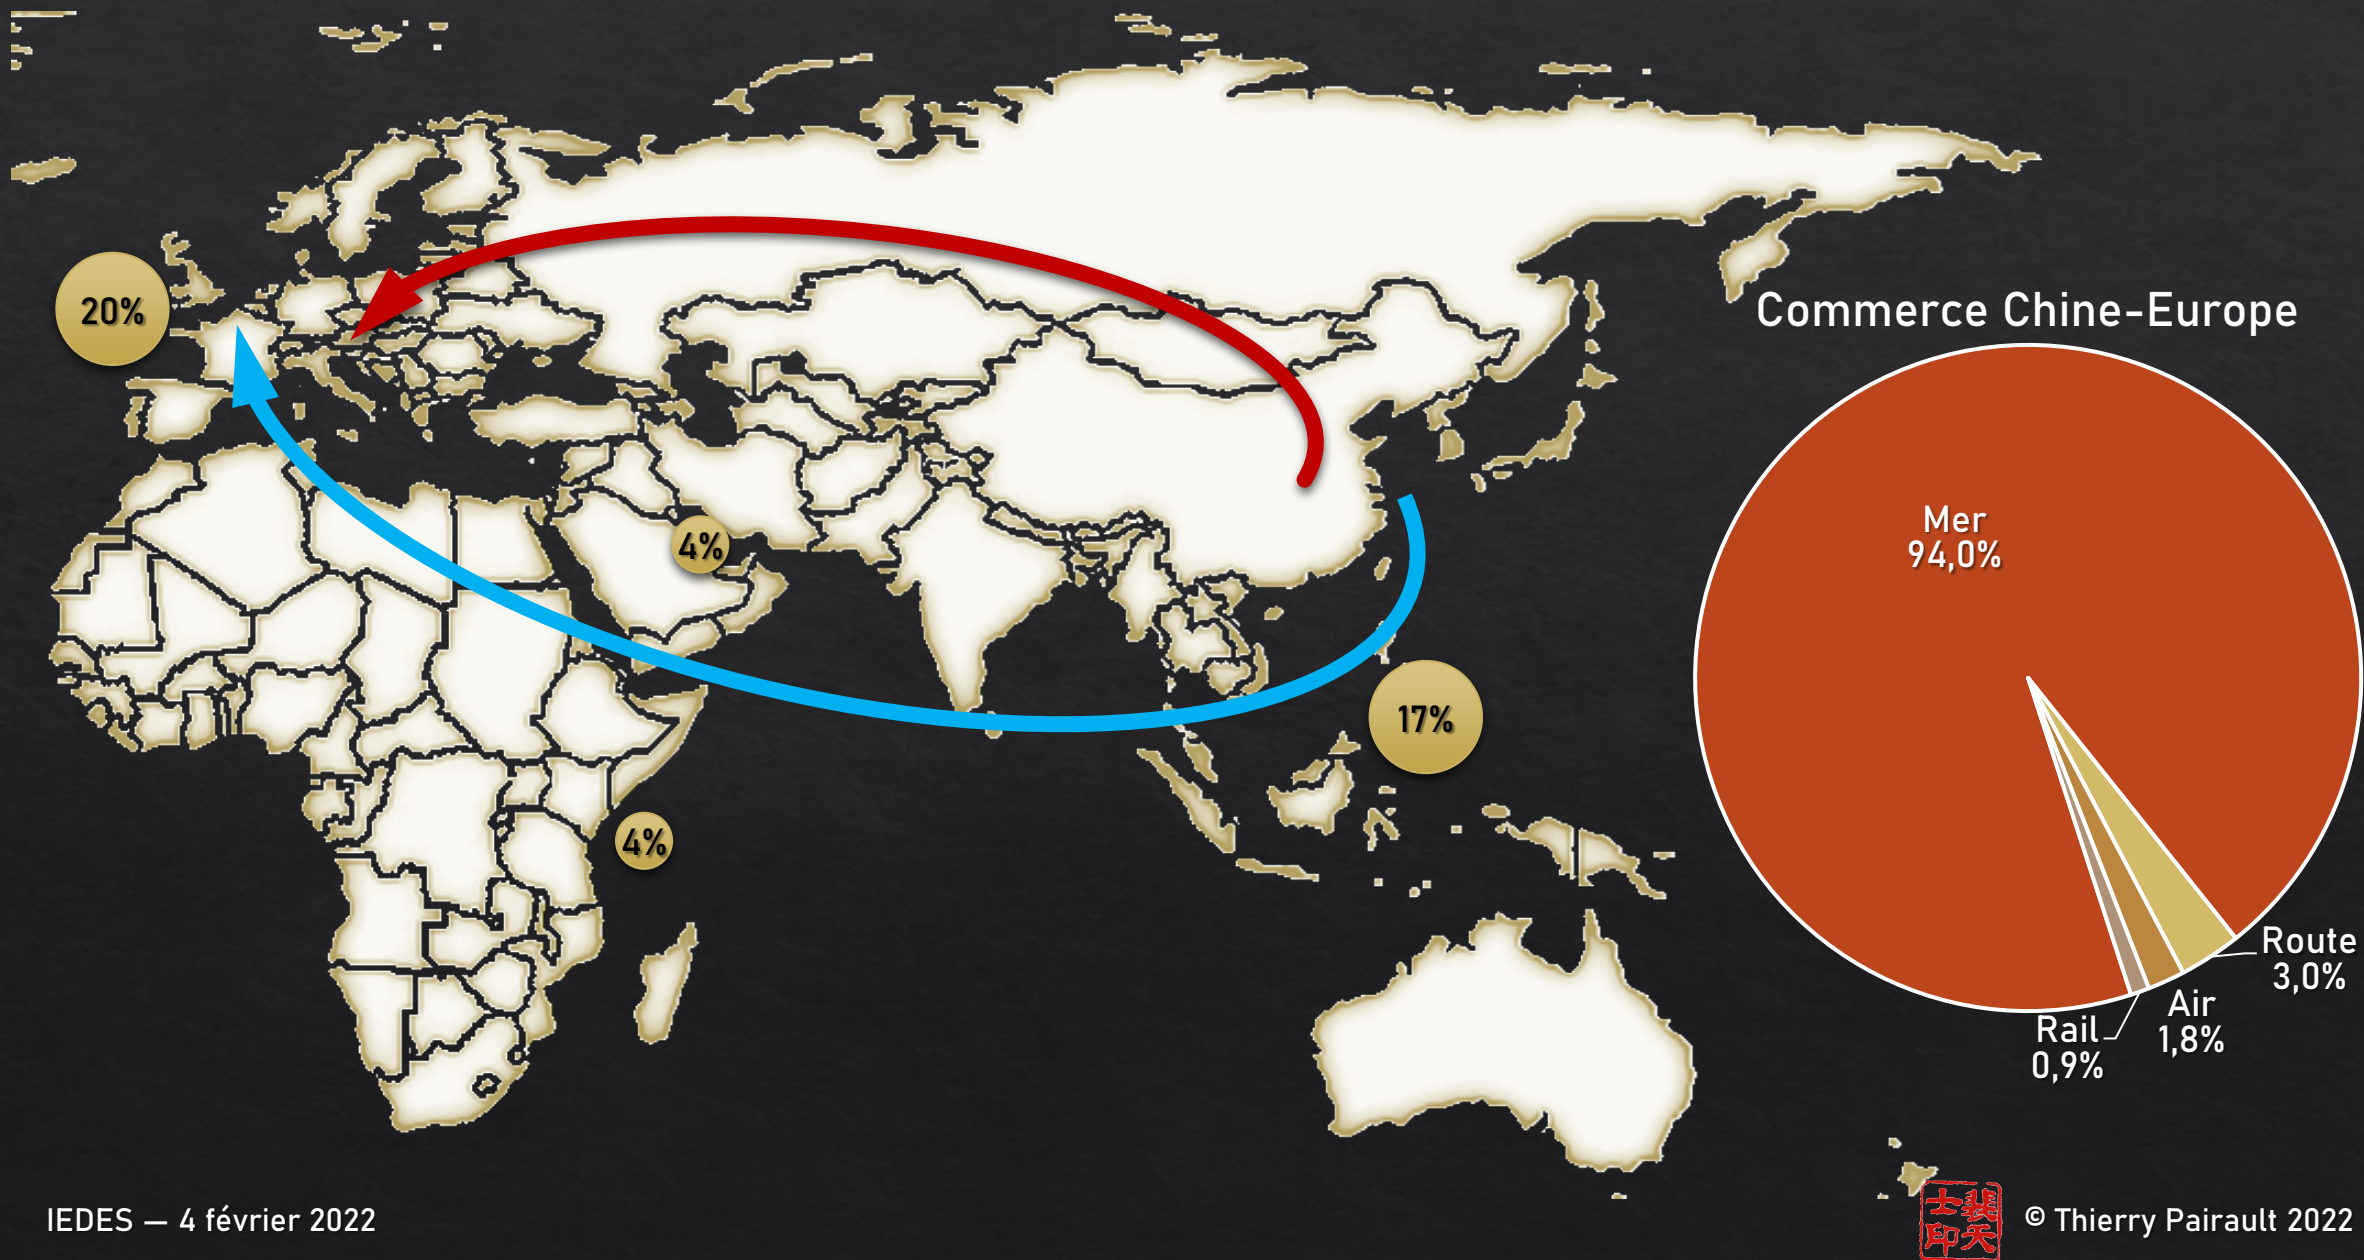 20%
4%
4%
17%
Commerce Chine-Europe
Mer
94,0%
Route
3,0%
Air
1,8%
Rail
0,9%
IEDES — 4 février 2022
© Thierry Pairault 2022